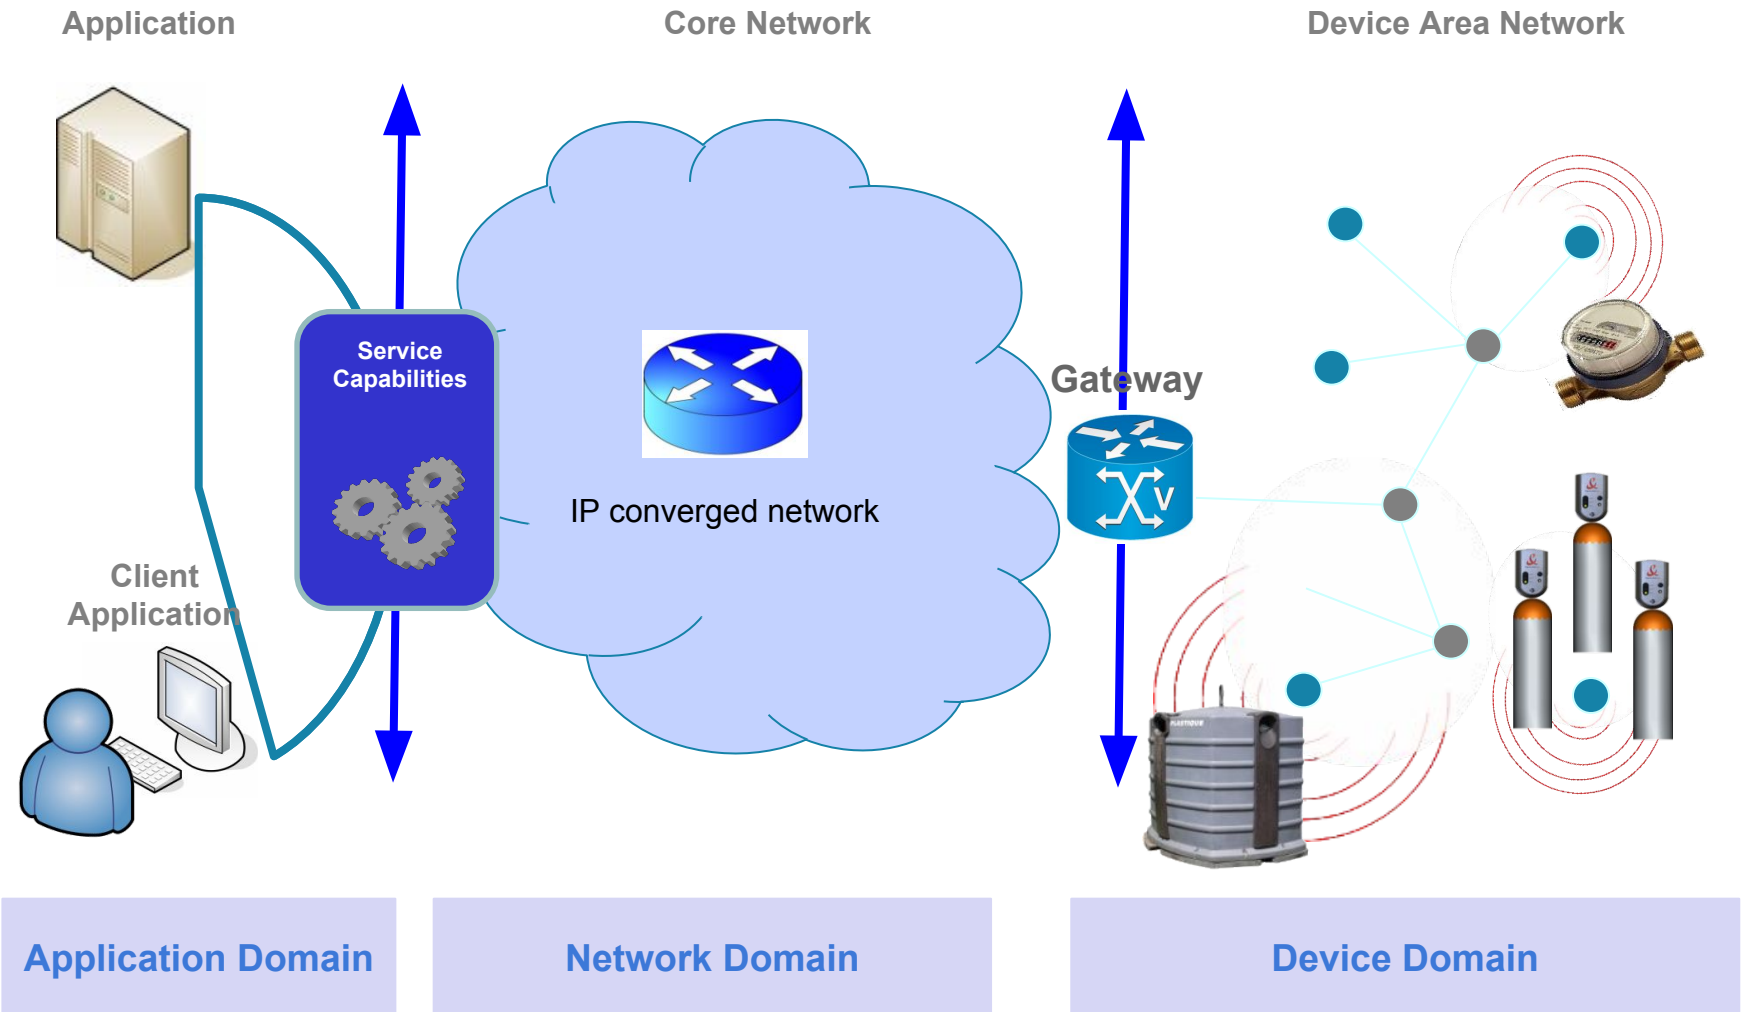 Application
Core Network
Device Area Network
Service
Capabilities
Gateway
IP converged network
V
Client
Application
PLASTIQUE
Application Domain
Network Domain
Device Domain